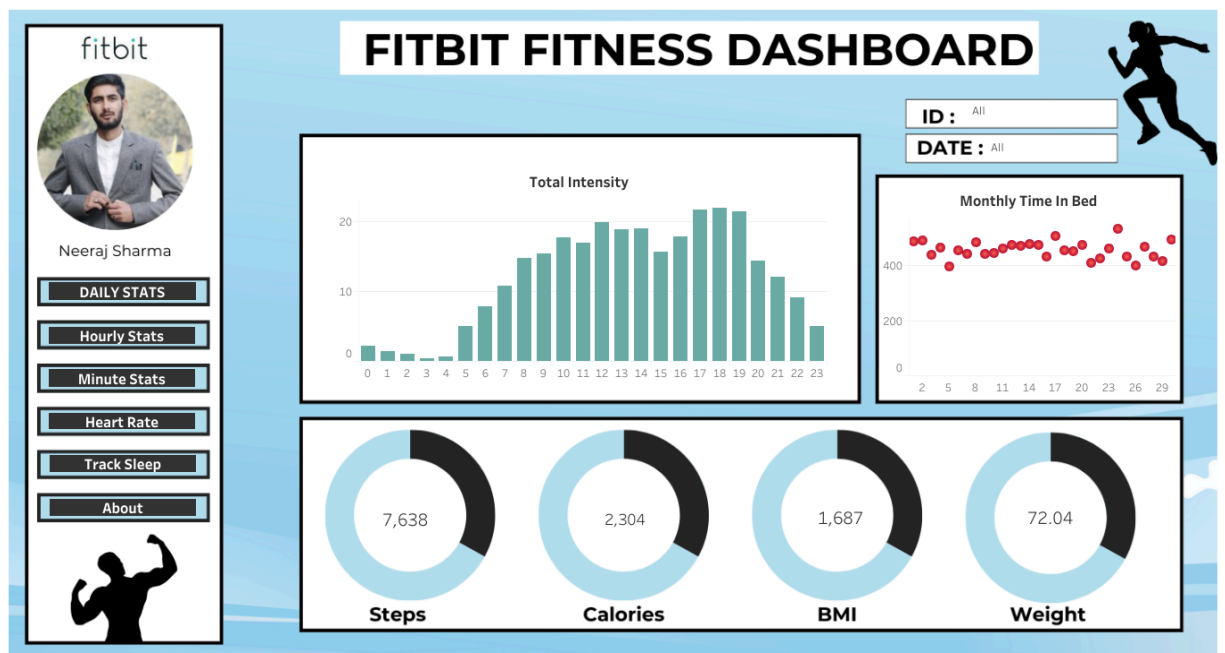 fitbit
FITBIT FITNESS DASHBOARD
Neeraj Sharma
DAILY STATS
Hourly Stats
Minute Stats
Heart Rate
Track Sleep
About
ID : All
DATE : All
Total Intensity
20
10
0
0 1 2 3 4 5 6 7 8 9 10 11 12 13 14 15 16 17 18 19 20 21 22 23
Monthly Time In Bed
400
200
0
2 5 8 11 14 17 20 23 26 29
7,638 2,304 1,687 72.04
Steps Calories BMI Weight